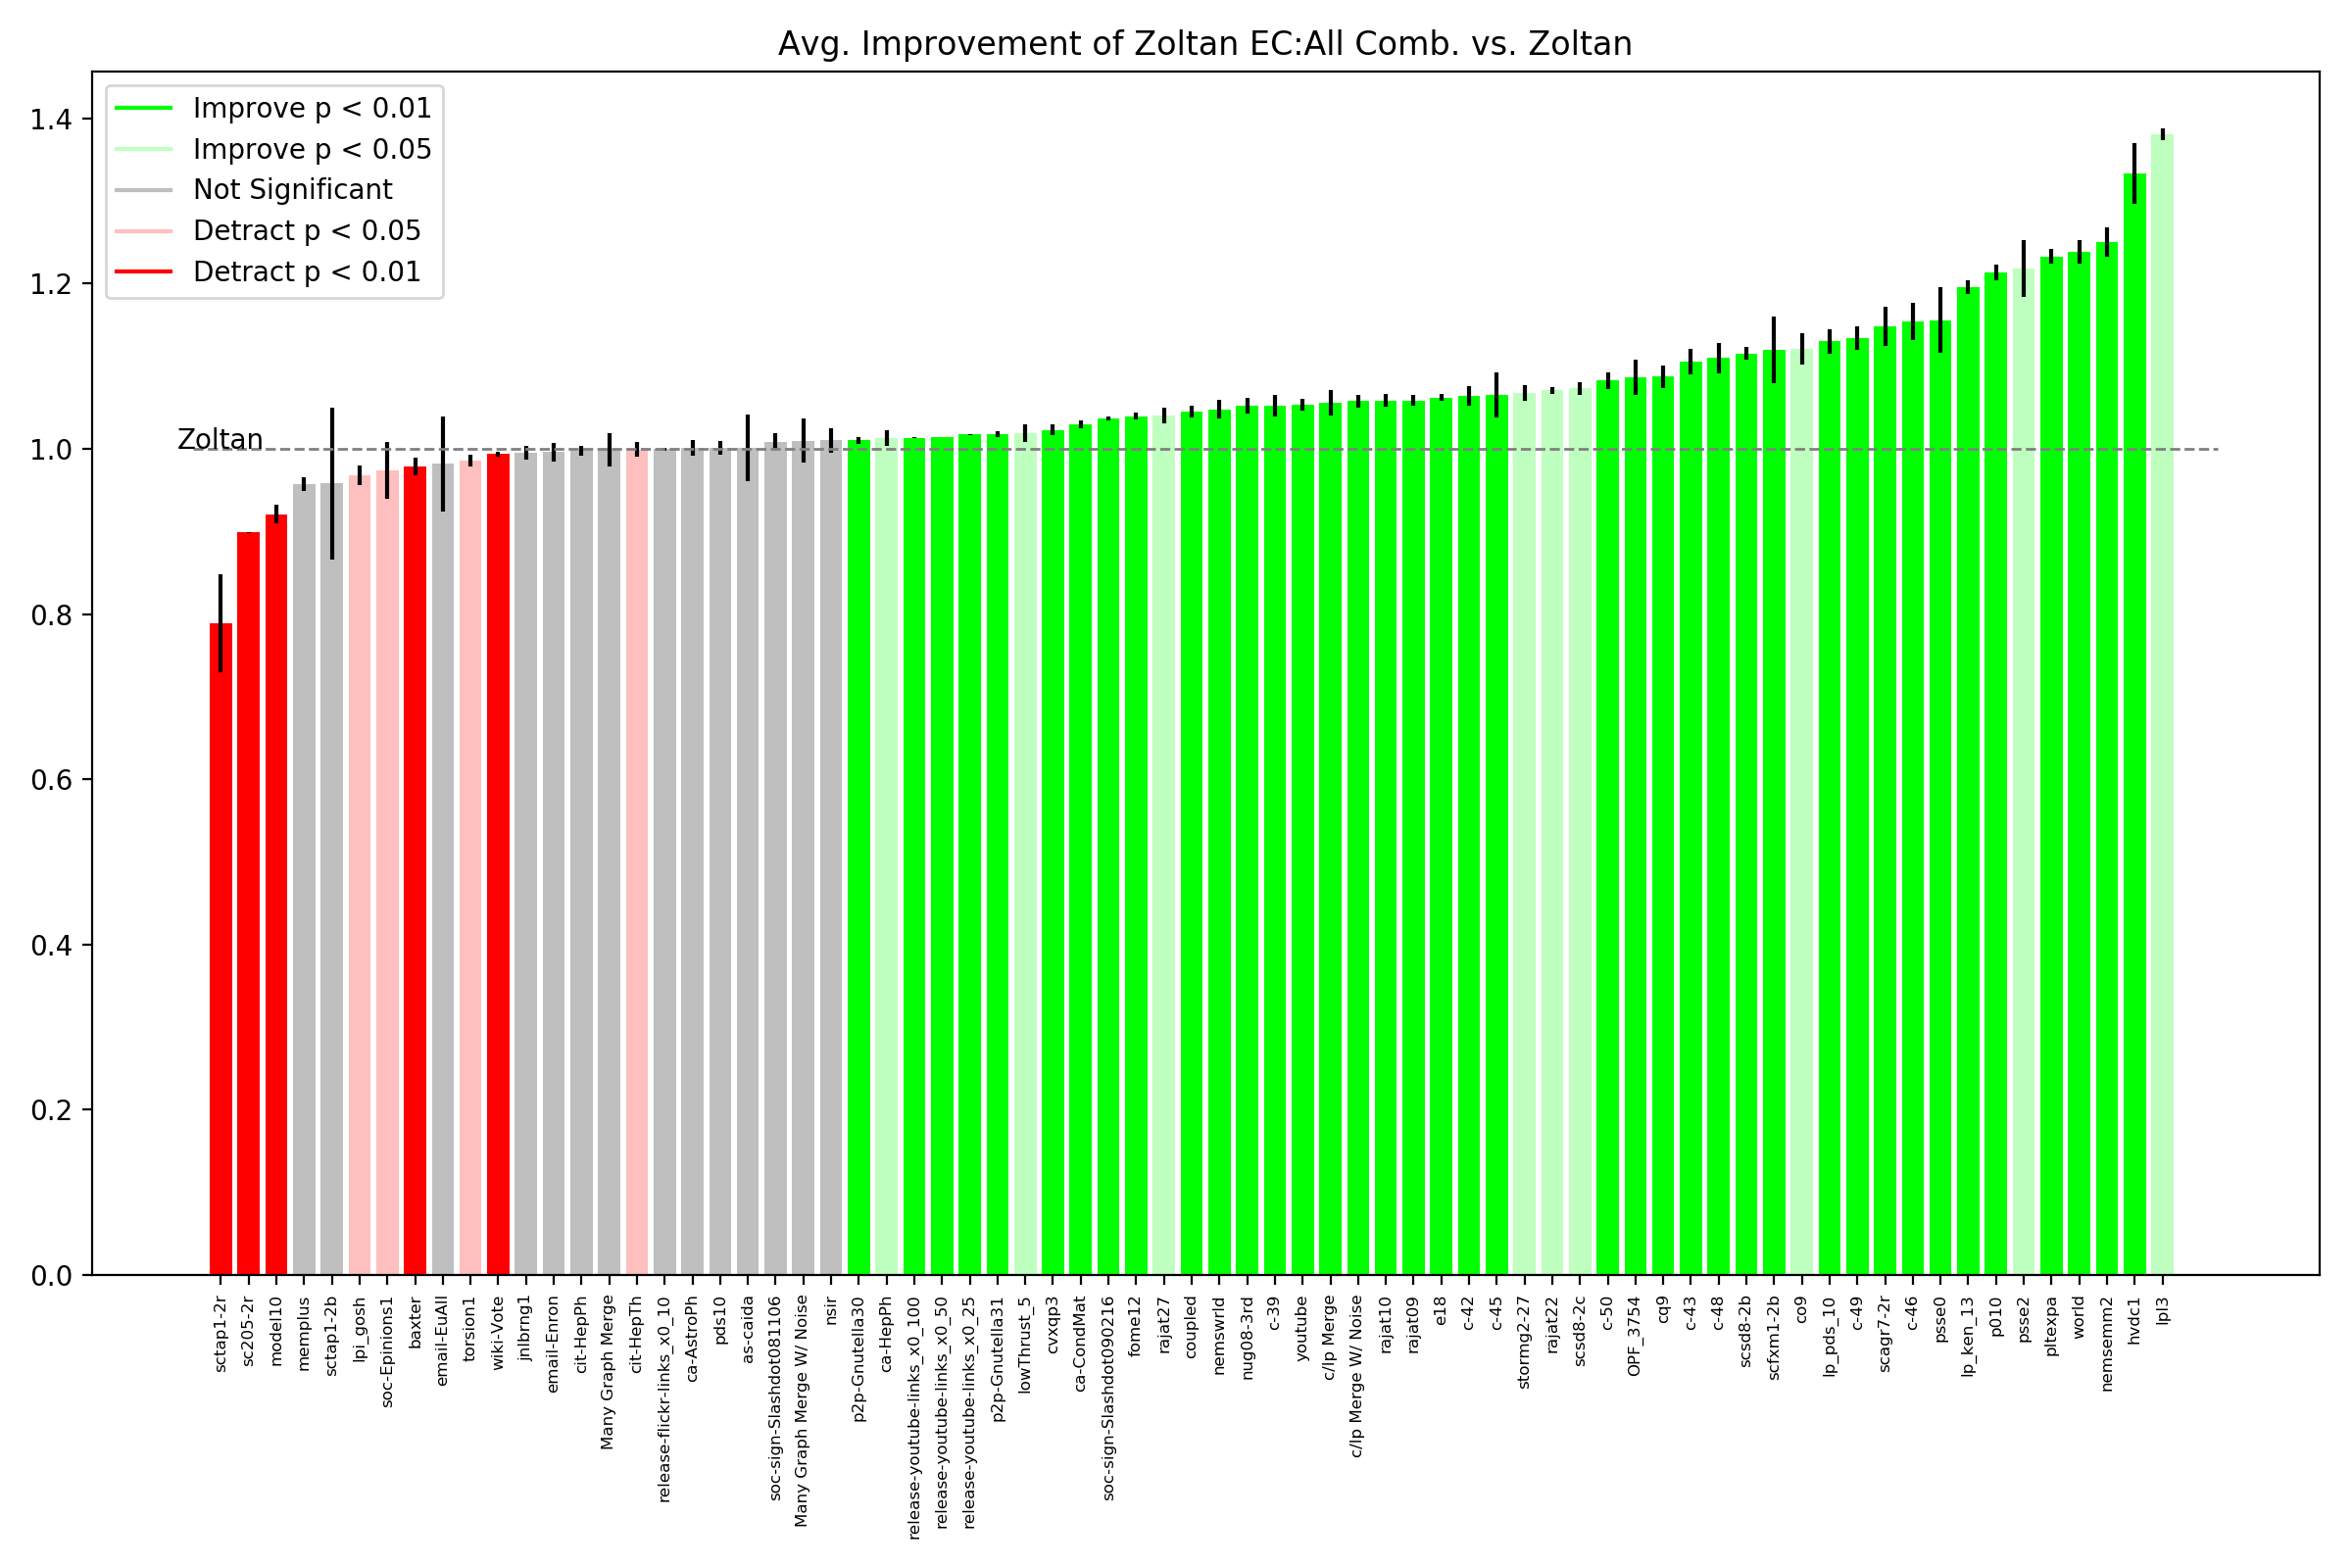 Avg. Improvement of Zoltan EC:All Comb. vs. Zoltan
Improve p < 0.01
Improve p < 0.05
Not Significant
Detract p < 0.05
Detract p < 0.01
1.4
1.2
1.0
0.8
0.6
0.4
0.2
0.0
Zoltan
sctap1-2r
sc205-2r
model10
memplus
sctap1-2b
lpi_gosh
soc-Epinions1
baxter
email-EuAll
torsion1
wiki-Vote
jnlbrng1
email-Enron
cit-HepPh
Many Graph Merge
cit-HepTh
release-flickr-links_x0_10
ca-AstroPh
pds10
as-caida
soc-sign-Slashdot081106
Many Graph Merge W/ Noise
nsir
p2p-Gnutella30
ca-HepPh
release-youtube-links_x0_100
release-youtube-links_x0_50
release-youtube-links_x0_25
p2p-Gnutella31
lowThrust_5
cvxqp3
ca-CondMat
soc-sign-Slashdot090216
fome12
rajat27
coupled
nemswrld
nug08-3rd
c-39
youtube
c/lp Merge
c/lp Merge W/ Noise
rajat10
rajat09
e18
c-42
c-45
stormg2-27
rajat22
scsd8-2c
c-50
OPF_3754
cq9
c-43
c-48
scsd8-2b
scfxm1-2b
co9
lp_pds_10
c-49
scagr7-2r
c-46
psse0
lp_ken_13
p010
psse2
pltexpa
world
nemsemm2
hvdc1
lpl3